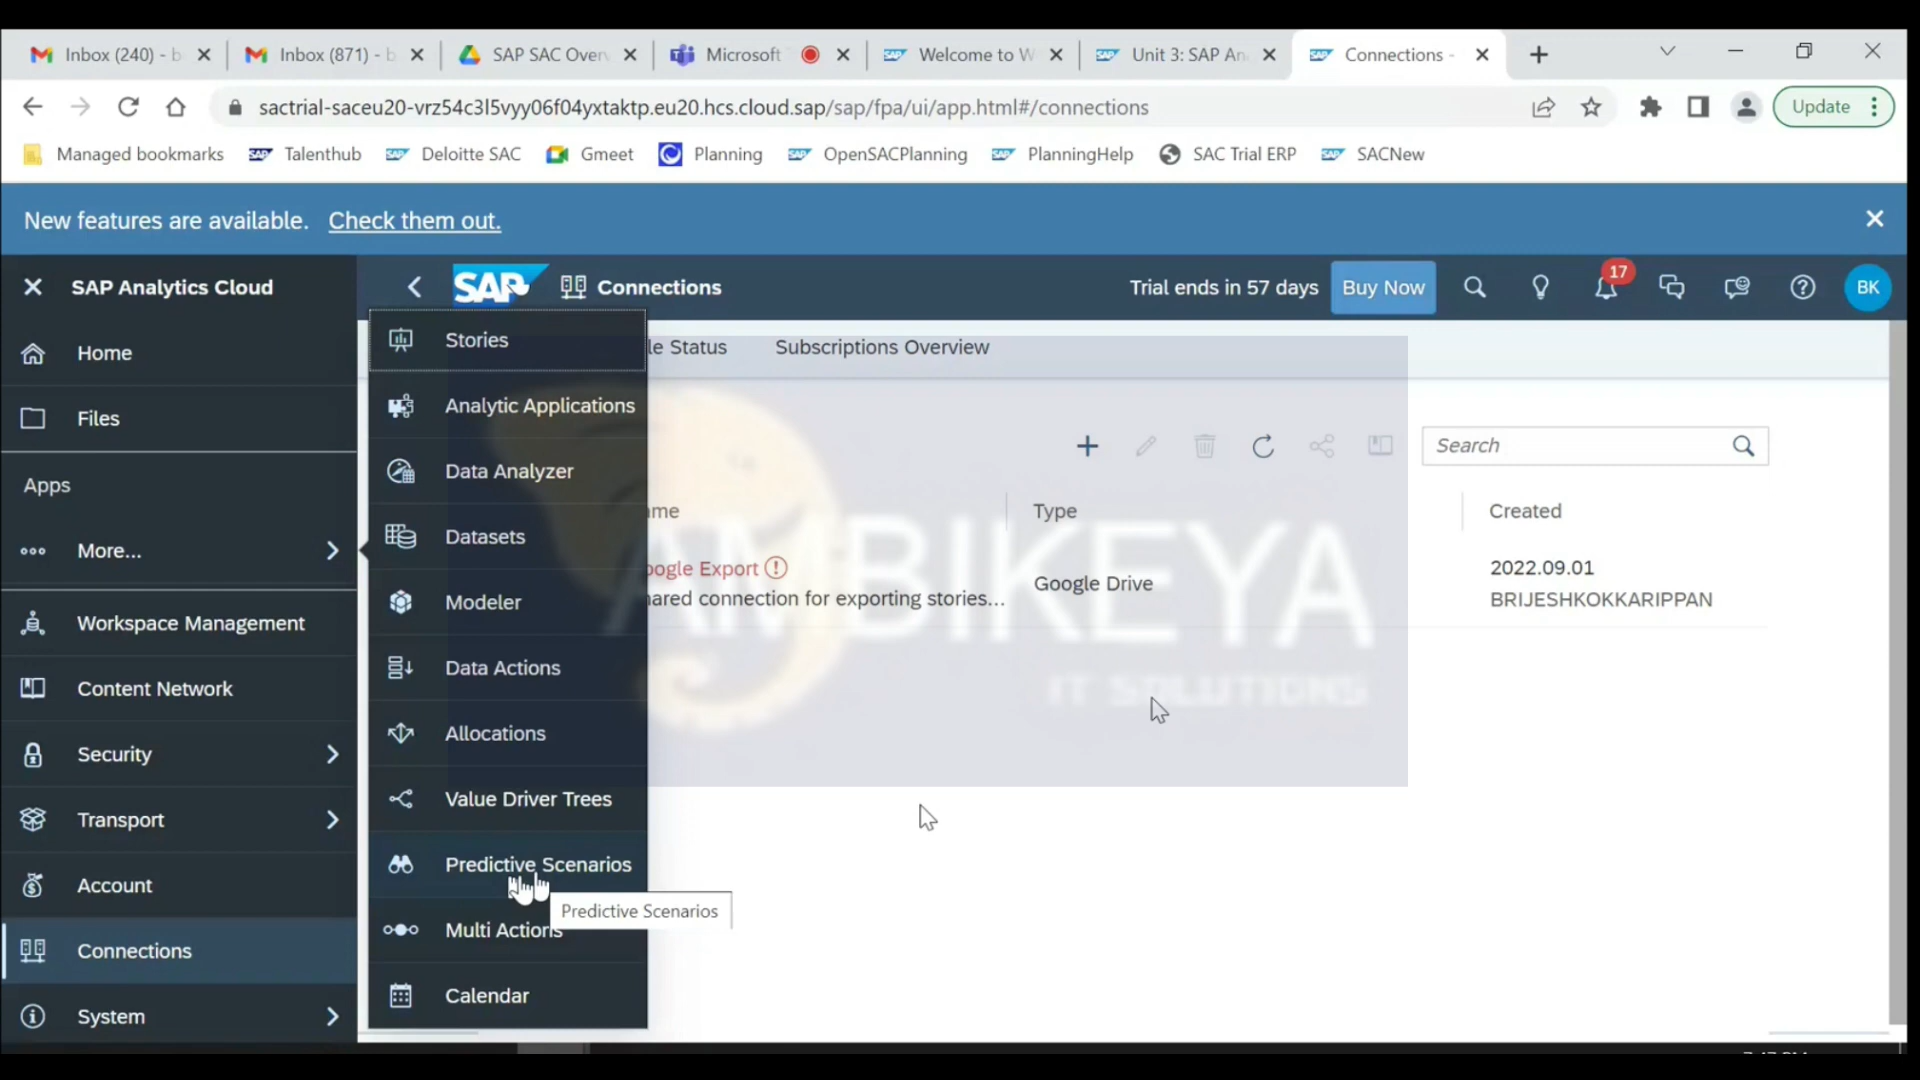 Inbox (240) - b
Inbox (871) - b
SAP SAC Over
Microsoft
Welcome to W
Unit 3: SAP An
Connections -
sactrial-saceu20-vrz54c3l5vyy06f04yxtaktp.eu20.hcs.cloud.sap/sap/fpa/ui/app.html#/connections
Update
Managed bookmarks
Talenthub
Deloitte SAC
Gmeet
Planning
OpenSACPlanning
PlanningHelp
SAC Trial ERP
SACNew
New features are available. Check them out.
SAP Analytics Cloud
SAP
Connections
Trial ends in 57 days
Buy Now
17
BK
Home
Files
Apps
More...
Workspace Management
Content Network
Security
Transport
Account
Connections
System
Stories
Analytic Applications
Data Analyzer
Datasets
Modeler
Data Actions
Allocations
Value Driver Trees
Predictive Scenarios
Predictive Scenarios
Multi Actions
Calendar
le Status
Subscriptions Overview
Search
me
Type
Created
oogle Export
hared connection for exporting stories...
Google Drive
2022.09.01
BRIJESHKOKKARIPPAN
AMBIKEYA
IT SOLUTIONS